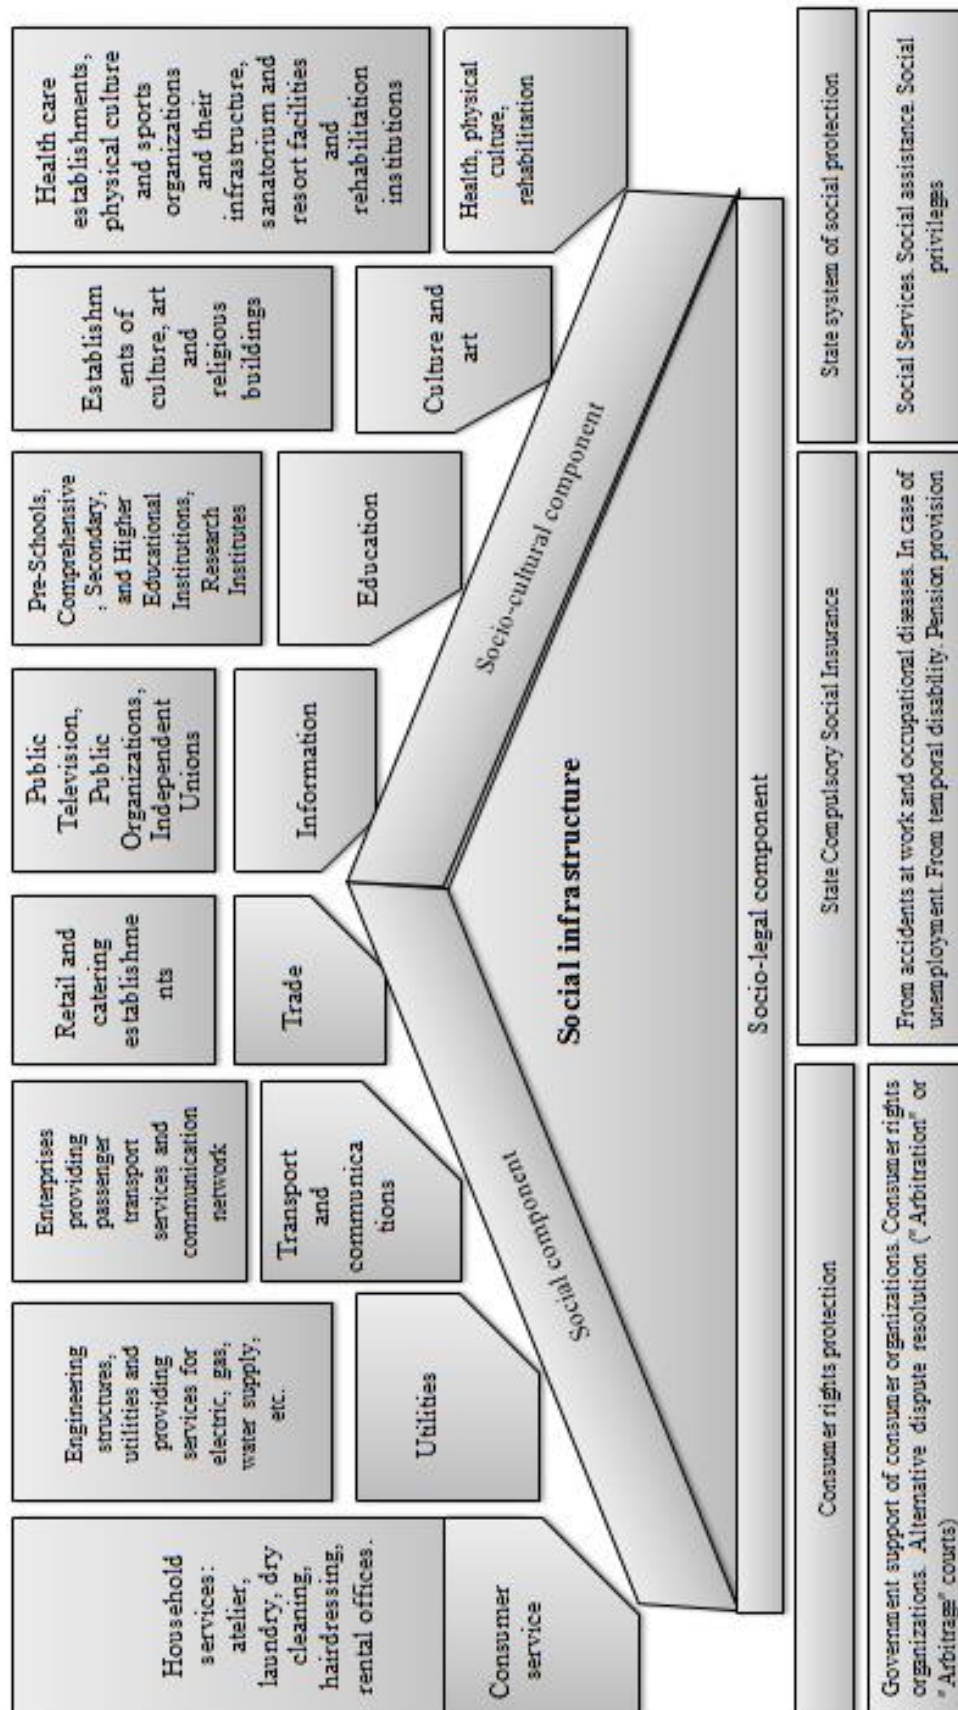 Household
services:
atelier,
laundry, dry
cleaning,
hairdressing,
rental offices.
Engineering
structures,
utilities and
providing
services for
electric, gas,
water supply,
etc.
Enterprises
providing
passenger
transport
services and
communication
network
Retail and
catering
establishme
nts
Public
Television,
Public
Organizations,
Independent
Unions
Pre-Schools,
Comprehensive
, Secondary,
and Higher
Educational
Institutions,
Research
Institutes
Establishm
ents of
culture, art
and
religious
buildings
Health care
establishments,
physical culture
and sports
organizations
and their
infrastructure,
sanatorium and
resort facilities
and
rehabilitation
institutions
Consumer
service
Utilities
Transport
and
communica
tions
Trade
Information
Education
Culture and
art
Health, physical
culture,
rehabilitation
Social component
Socio-cultural component
Social infrastructure
Socio-legal component
Consumer rights protection
State Compulsory Social Insurance
State system of social protection
Government support of consumer organizations. Consumer rights
organizations. Alternative dispute resolution ("Arbitration" or
"Arbitrage" courts)
From accidents at work and occupational diseases. In case of
unemployment. From temporal disability. Pension provision
Social Services. Social assistance. Social
privileges